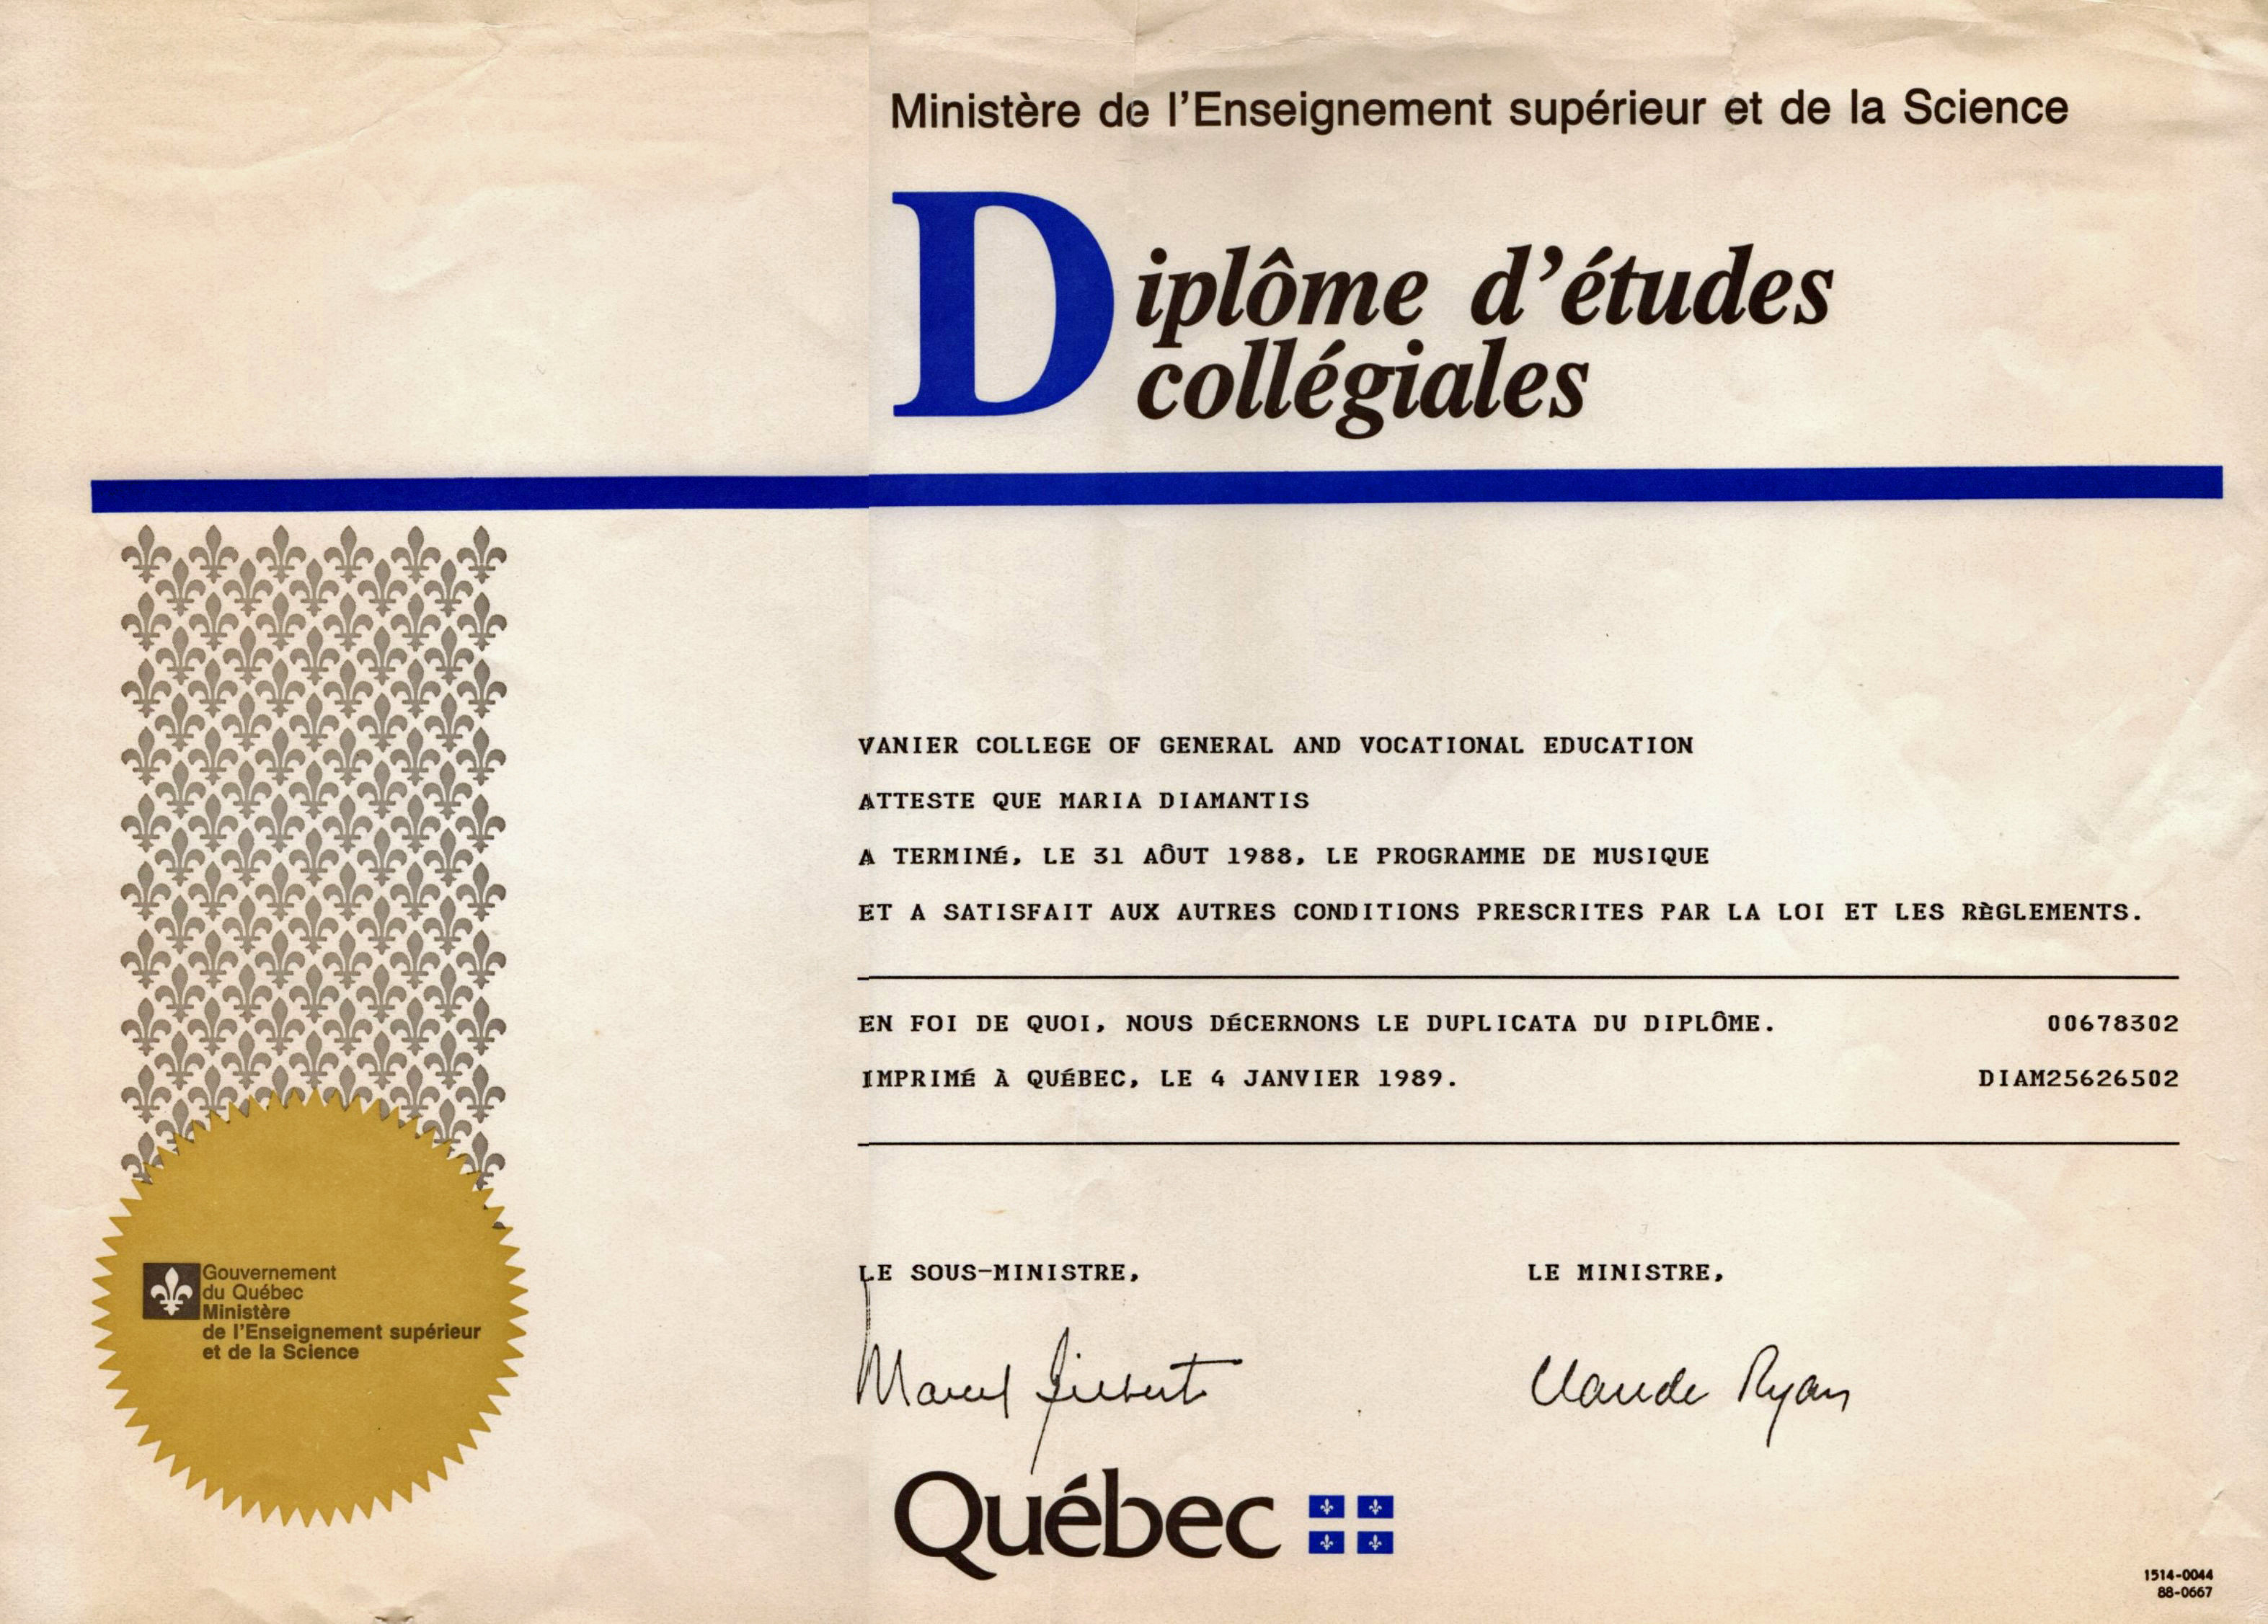 Ministère de l'Enseignement supérieur et de la Science
Diplôme d'études
collégiales
VANIER COLLEGE OF GENERAL AND VOCATIONAL EDUCATION
ATTESTE QUE MARIA DIAMANTIS
A TERMINÉ, LE 31 AÔUT 1988, LE PROGRAMME DE MUSIQUE
ET A SATISFAIT AUX AUTRES CONDITIONS PRESCRITES PAR LA LOI ET LES RÈGLEMENTS.
EN FOI DE QUOI, NOUS DÉCERNONS LE DUPLICATA DU DIPLÔME. 00678302
IMPRIMÉ À QUÉBEC, LE 4 JANVIER 1989. DIAM25626502
Gouvernement
du Québec
Ministère
de l'Enseignement supérieur
et de la Science
LE SOUS-MINISTRE, LE MINISTRE,
Marcel Gilbert Claude Ryan
Québec
1514-0044
88-0667